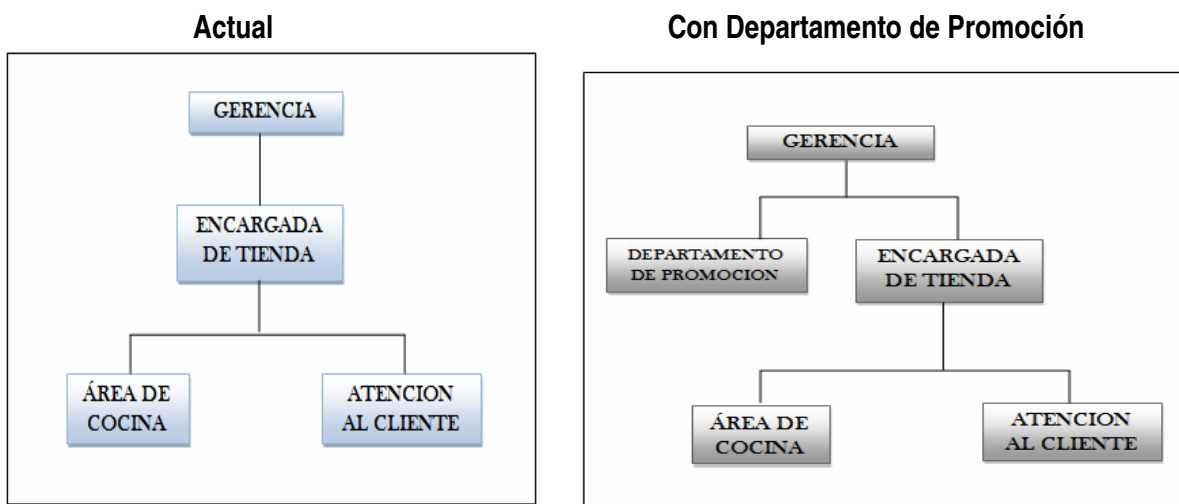 Actual
GERENCIA
ENCARGADA
DE TIENDA
ÁREA DE
COCINA
ATENCION
AL CLIENTE
Con Departamento de Promoción
GERENCIA
DEPARTAMENTO
DE PROMOCION
ENCARGADA
DE TIENDA
ÁREA DE
COCINA
ATENCION
AL CLIENTE